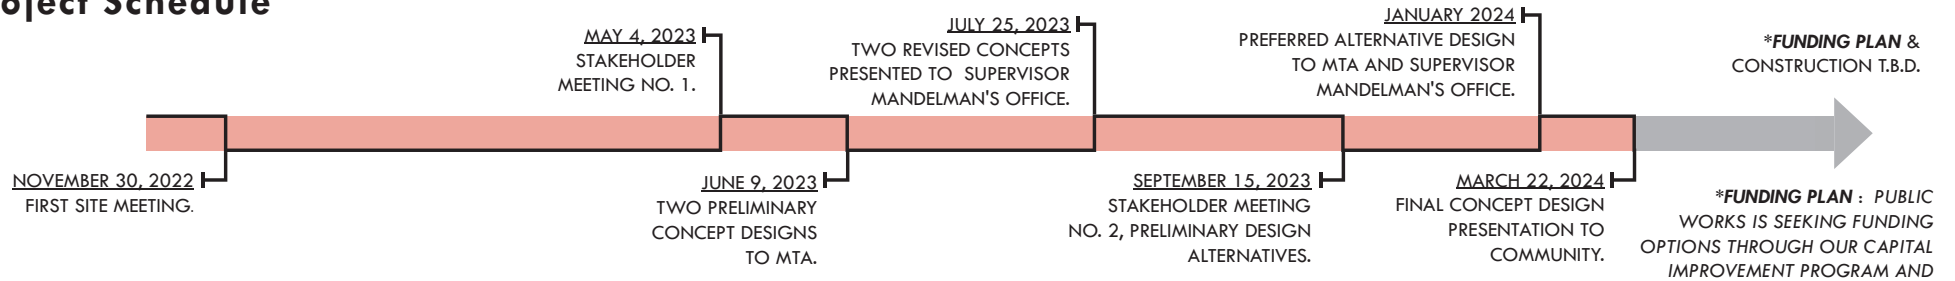 oject Schedule
NOVEMBER 30, 2022
FIRST SITE MEETING.
MAY 4, 2023
STAKEHOLDER
MEETING NO. 1.
JUNE 9, 2023
TWO PRELIMINARY
CONCEPT DESIGNS
TO MTA.
JULY 25, 2023
TWO REVISED CONCEPTS
PRESENTED TO SUPERVISOR
MANDELMAN'S OFFICE.
SEPTEMBER 15, 2023
STAKEHOLDER MEETING
NO. 2, PRELIMINARY DESIGN
ALTERNATIVES.
JANUARY 2024
PREFERRED ALTERNATIVE DESIGN
TO MTA AND SUPERVISOR
MANDELMAN'S OFFICE.
MARCH 22, 2024
FINAL CONCEPT DESIGN
PRESENTATION TO
COMMUNITY.
*FUNDING PLAN &
CONSTRUCTION T.B.D.
*FUNDING PLAN : PUBLIC
WORKS IS SEEKING FUNDING
OPTIONS THROUGH OUR CAPITAL
IMPROVEMENT PROGRAM AND